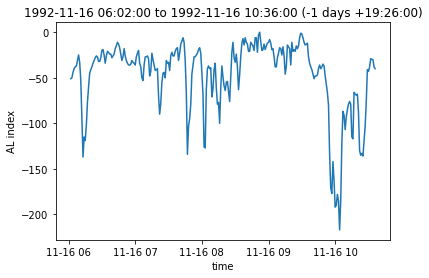 1992-11-16 06:02:00 to 1992-11-16 10:36:00 (-1 days +19:26:00)
0
−50
−100
−150
−200
AL index
11-16 06 11-16 07 11-16 08 11-16 09 11-16 10
time